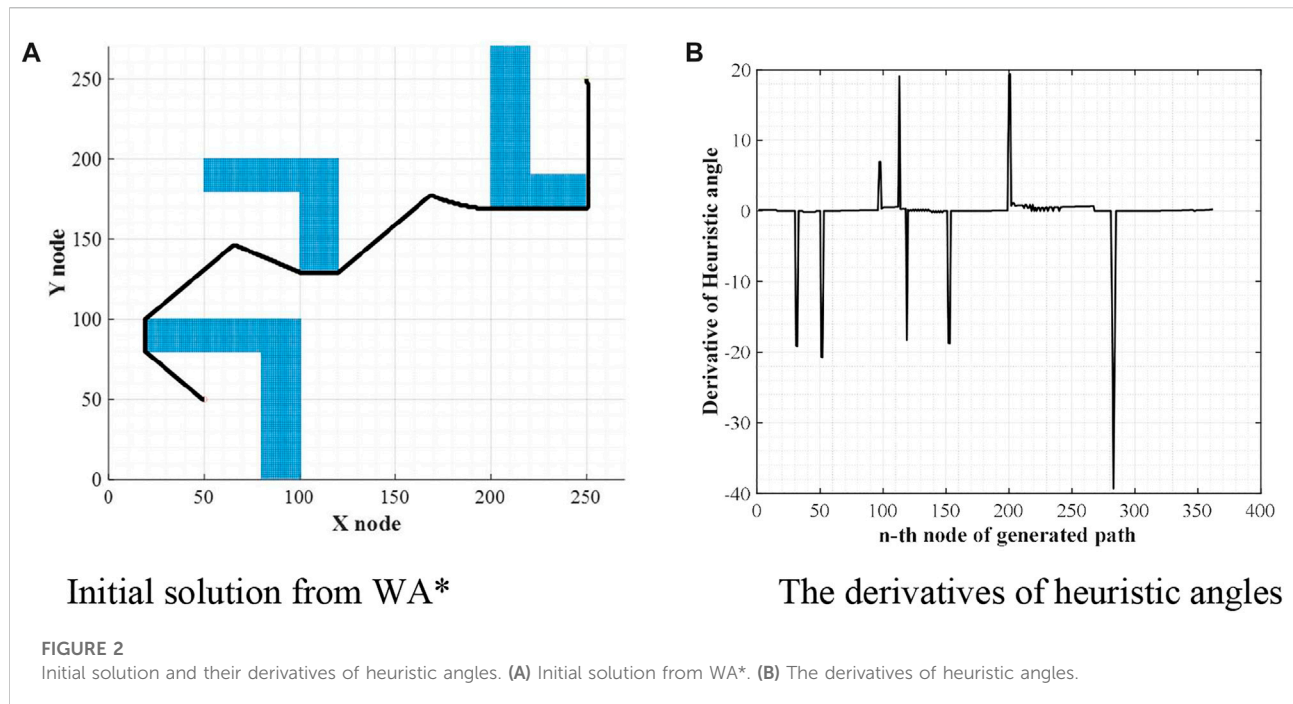 A
250
200
150
100
50
0
Y node
0 50 100 150 200 250
X node
B
20
10
0
-10
-20
-30
-40
Derivative of Heuristic angle
0 50 100 150 200 250 300 350 400
n-th node of generated path
Initial solution from WA*
The derivatives of heuristic angles
FIGURE 2
Initial solution and their derivatives of heuristic angles. (A) Initial solution from WA*. (B) The derivatives of heuristic angles.